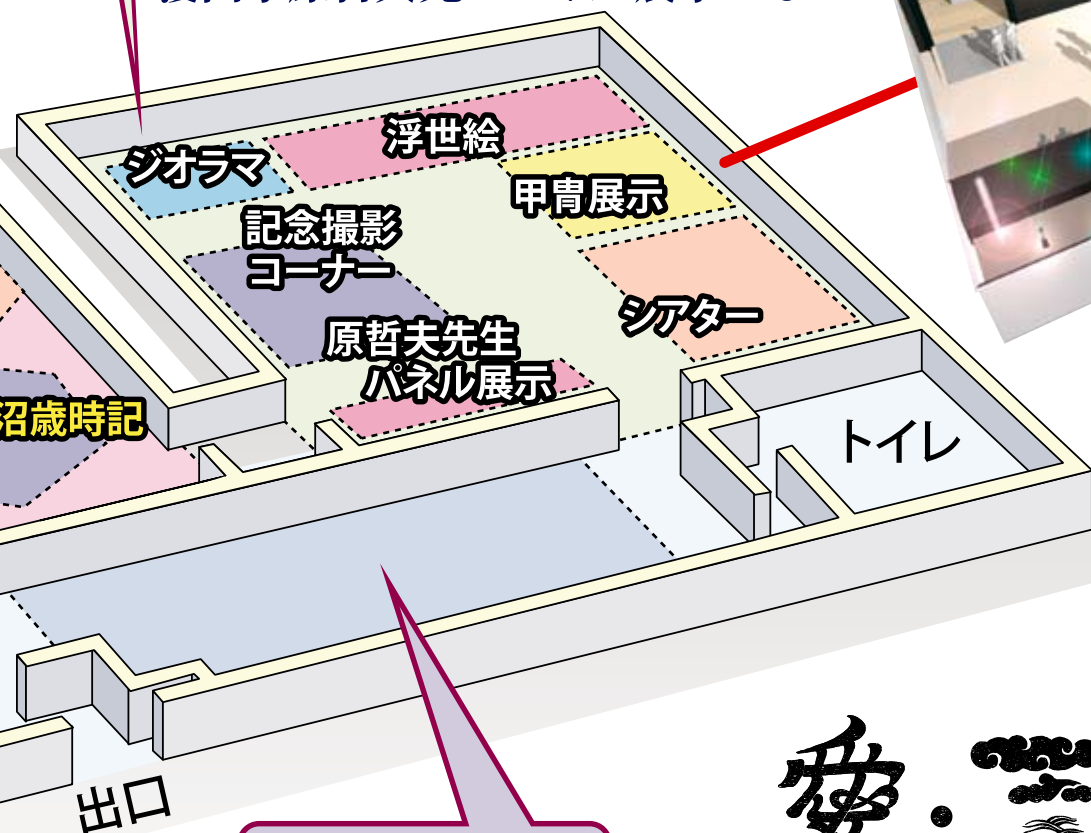 ジオラマ
浮世絵
甲冑展示
記念撮影
コーナー
シアター
原哲夫先生
パネル展示
沼歳時記
トイレ
出口
愛・